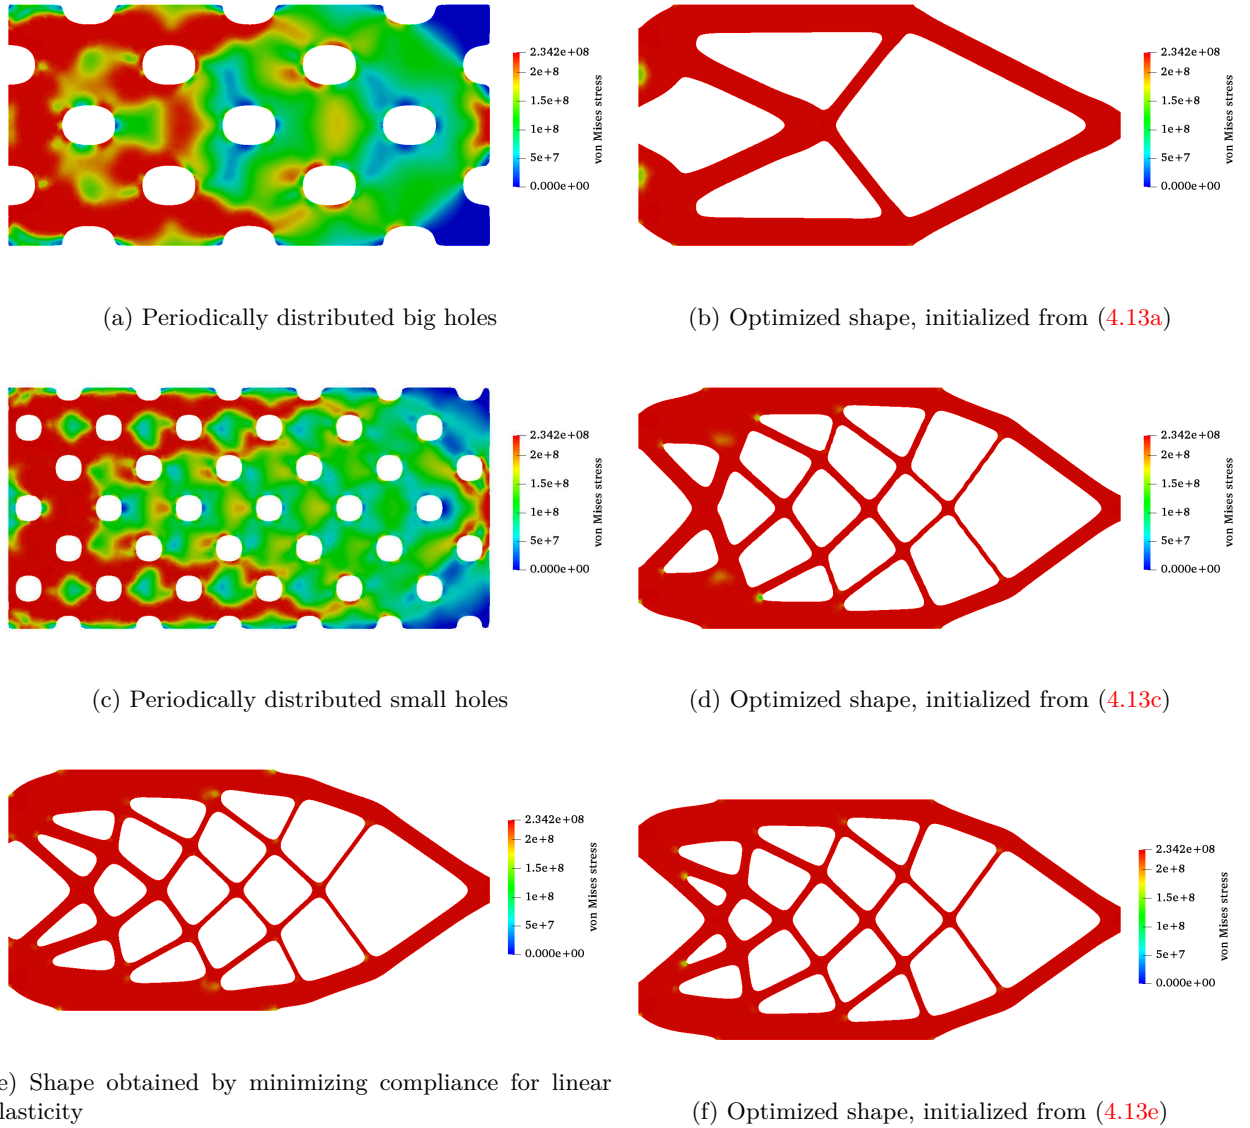 2.342e+08
2e+8
1.5e+8
1e+8
5e+7
0.000e+00
von Mises stress
2.342e+08
2e+8
1.5e+8
1e+8
5e+7
0.000e+00
von Mises stress
(a) Periodically distributed big holes
(b) Optimized shape, initialized from (4.13a)
2.342e+08
2e+8
1.5e+8
1e+8
5e+7
0.000e+00
von Mises stress
2.342e+08
2e+8
1.5e+8
1e+8
5e+7
0.000e+00
von Mises stress
(c) Periodically distributed small holes
(d) Optimized shape, initialized from (4.13c)
2.342e+08
2e+8
1.5e+8
1e+8
5e+7
0.000e+00
von Mises stress
2.342e+08
2e+8
1.5e+8
1e+8
5e+7
0.000e+00
von Mises stress
e) Shape obtained by minimizing compliance for linear
lasticity
(f) Optimized shape, initialized from (4.13e)